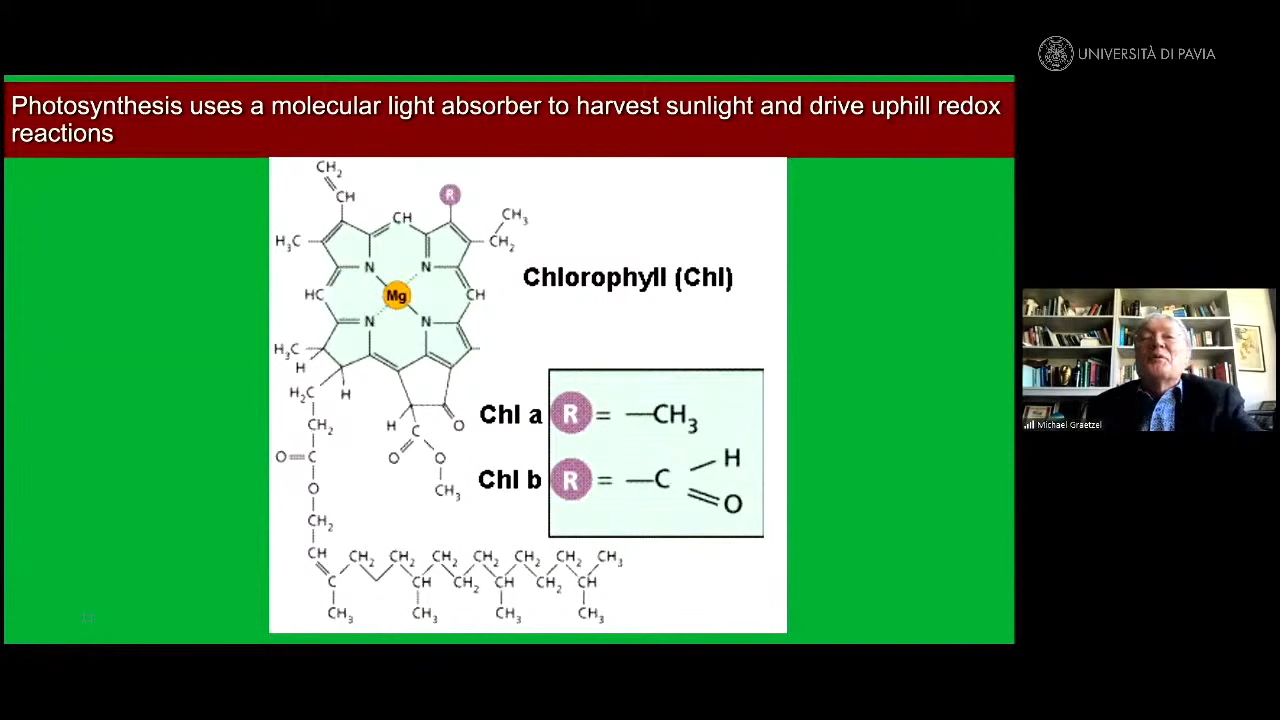 UNIVERSITÀ DI PAVIA
Photosynthesis uses a molecular light absorber to harvest sunlight and drive uphill redox
reactions
CH₂
CH
R
CH
CH₃
H₃C
CH₂
N
N
Chlorophyll (Chl)
HC
Mg
CH
N
N
H₃C
H
H₂C
H
Chl a
R
=
—CH₃
H
C
O
CH₂
O
O
C
O
H
Chl b
R
=
—C
O
O
CH₃
CH₂
CH
CH₂
CH₂
CH₂
CH₂
CH₂
CH₃
C
CH
CH₂
CH
CH₂
CH
CH₃
CH₃
CH₃
CH₃
Michael Graetzel